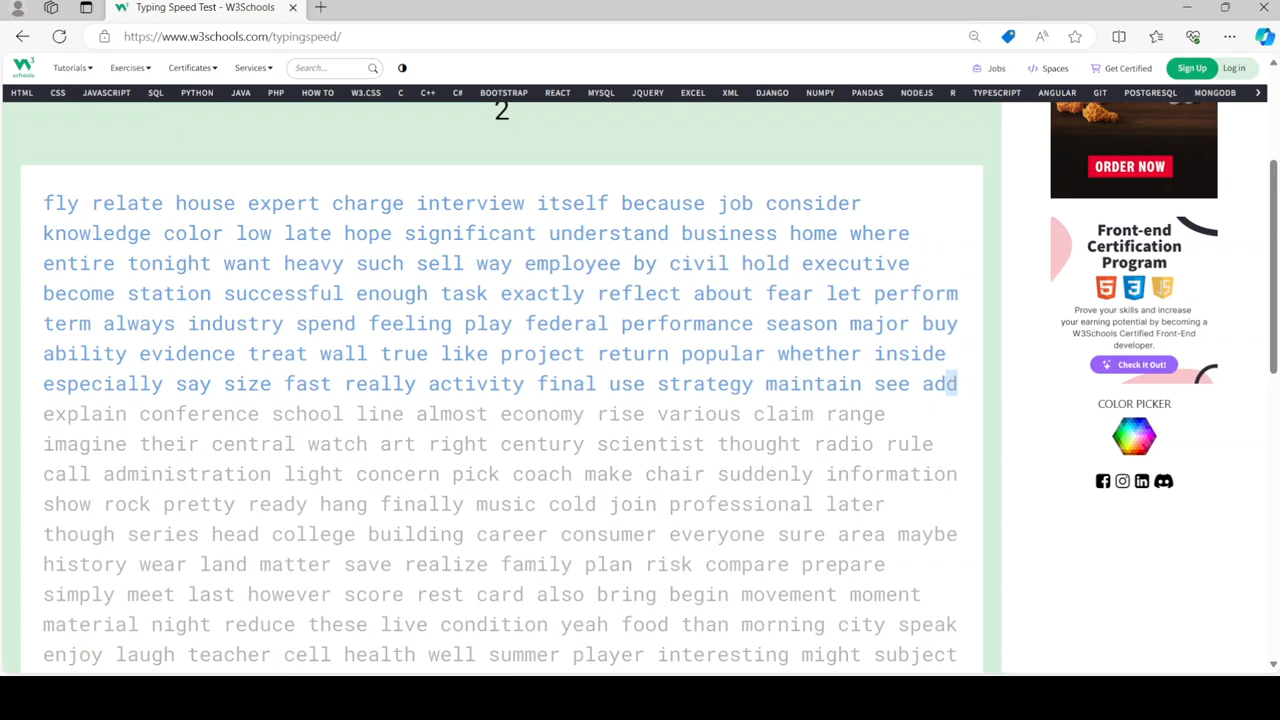 Typing Speed Test - W3Schools
https://www.w3schools.com/typingspeed/
W3 schools Tutorials Exercises Certificates Services Search... Jobs Spaces Get Certified Sign Up Log in
HTML CSS JAVASCRIPT SQL PYTHON JAVA PHP HOW TO W3.CSS C C++ C# BOOTSTRAP REACT MYSQL JQUERY EXCEL XML DJANGO NUMPY PANDAS NODEJS R TYPESCRIPT ANGULAR GIT POSTGRESQL MONGODB
2
fly relate house expert charge interview itself because job consider
knowledge color low late hope significant understand business home where
entire tonight want heavy such sell way employee by civil hold executive
become station successful enough task exactly reflect about fear let perform
term always industry spend feeling play federal performance season major buy
ability evidence treat wall true like project return popular whether inside
especially say size fast really activity final use strategy maintain see add
explain conference school line almost economy rise various claim range
imagine their central watch art right century scientist thought radio rule
call administration light concern pick coach make chair suddenly information
show rock pretty ready hang finally music cold join professional later
though series head college building career consumer everyone sure area maybe
history wear land matter save realize family plan risk compare prepare
simply meet last however score rest card also bring begin movement moment
material night reduce these live condition yeah food than morning city speak
enjoy laugh teacher cell health well summer player interesting might subject
ORDER NOW
Front-end
Certification
Program
5 3 JS
Prove your skills and increase
your earning potential by becoming a
W3Schools Certified Front-End
developer.
Check It Out!
COLOR PICKER